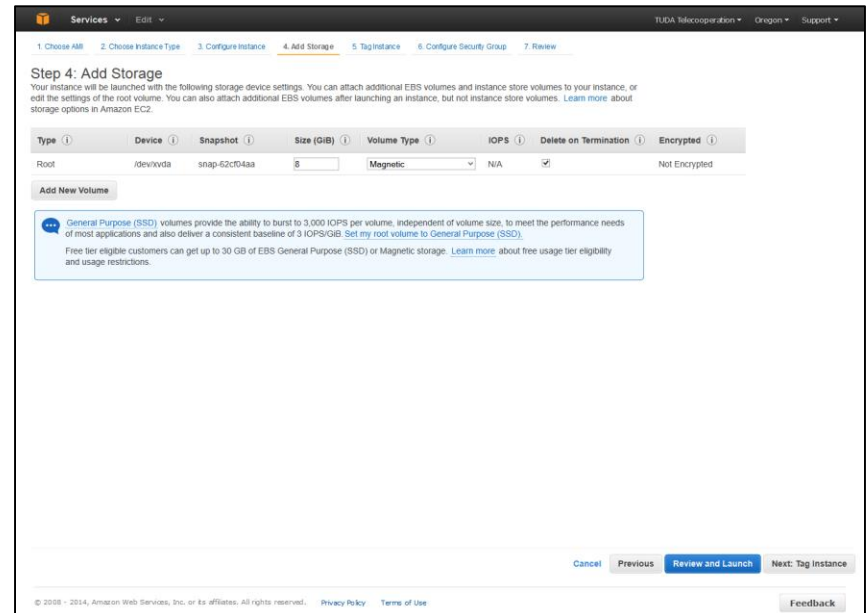 Services Edit TUDA Telecooperation Oregon Support
1. Choose AMI 2. Choose Instance Type 3. Configure Instance 4. Add Storage 5. Tag Instance 6. Configure Security Group 7. Review
Step 4: Add Storage
Your instance will be launched with the following storage device settings. You can attach additional EBS volumes and instance store volumes to your instance, or
edit the settings of the root volume. You can also attach additional EBS volumes after launching an instance, but not instance store volumes. Learn more about
storage options in Amazon EC2.
Type Device Snapshot Size (GiB) Volume Type IOPS Delete on Termination Encrypted
Root /dev/xvda snap-62cf04aa 8 Magnetic N/A Not Encrypted
Add New Volume
General Purpose (SSD) volumes provide the ability to burst to 3,000 IOPS per volume, independent of volume size, to meet the performance needs
of most applications and also deliver a consistent baseline of 3 IOPS/GiB. Set my root volume to General Purpose (SSD).
Free tier eligible customers can get up to 30 GB of EBS General Purpose (SSD) or Magnetic storage. Learn more about free usage tier eligibility
and usage restrictions.
Cancel Previous Review and Launch Next: Tag Instance
© 2008 - 2014, Amazon Web Services, Inc. or its affiliates. All rights reserved. Privacy Policy Terms of Use Feedback